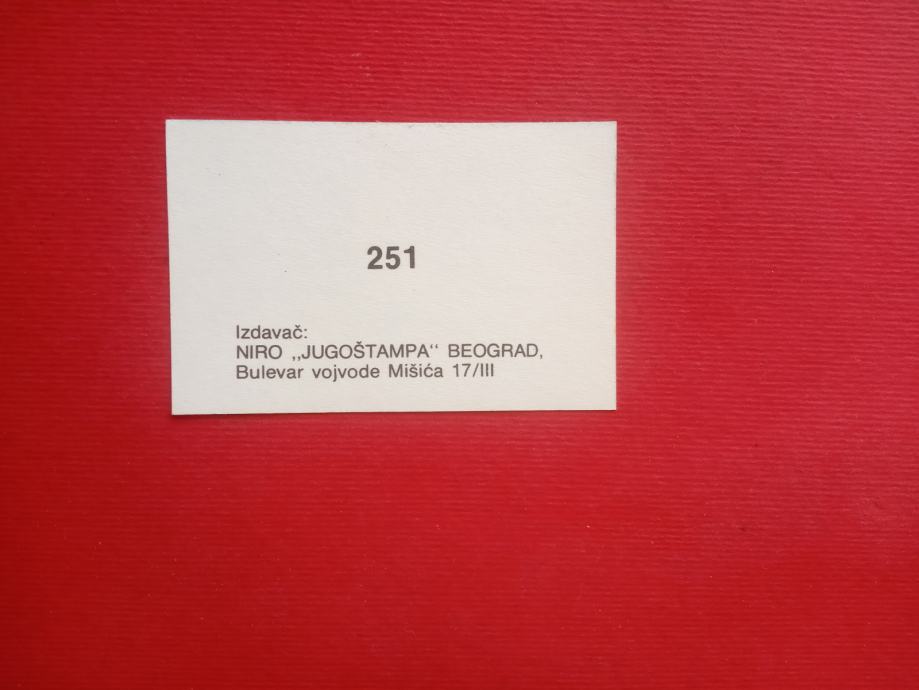 251
Izdavač:
NIRO „JUGOŠTAMPA“ BEOGRAD,
Bulevar vojvode Mišića 17/III